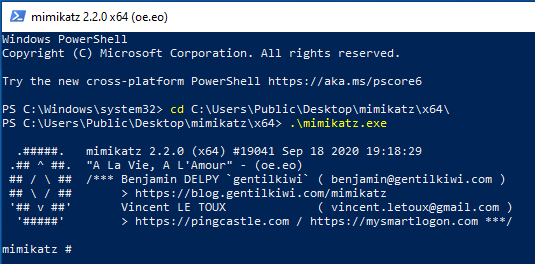 mimikatz 2.2.0 x64 (oe.eo)
Windows PowerShell
Copyright (C) Microsoft Corporation. All rights reserved.
Try the new cross-platform PowerShell https://aka.ms/pscore6
PS C:\Windows\system32> cd C:\Users\Public\Desktop\mimikatz\x64\
PS C:\Users\Public\Desktop\mimikatz\x64> .\mimikatz.exe
  .#####.   mimikatz 2.2.0 (x64) #19041 Sep 18 2020 19:18:29
 .## ^ ##.  "A La Vie, A L'Amour" - (oe.eo)
 ## / \ ##  /*** Benjamin DELPY `gentilkiwi` ( benjamin@gentilkiwi.com )
 ## \ / ##       > https://blog.gentilkiwi.com/mimikatz
 '## v ##'       Vincent LE TOUX             ( vincent.letoux@gmail.com )
  '#####'        > https://pingcastle.com / https://mysmartlogon.com ***/
mimikatz #